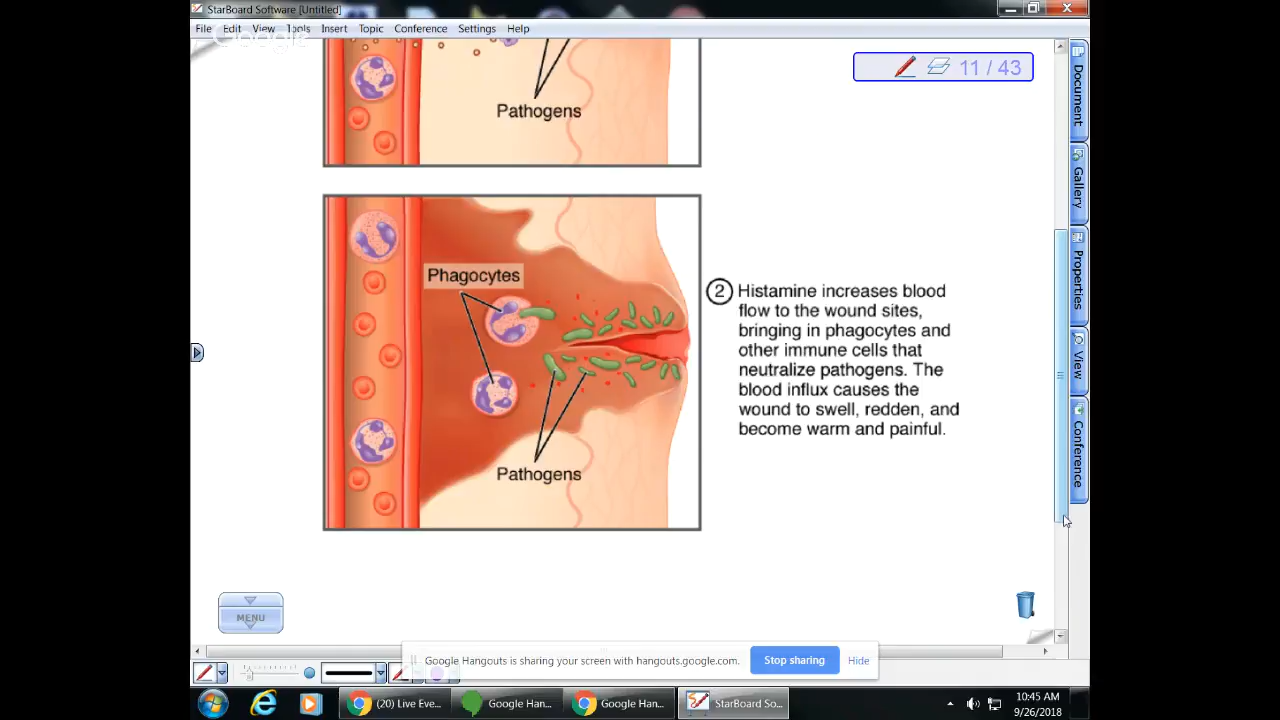 StarBoard Software [Untitled]
File Edit View Tools Insert Topic Conference Settings Help
Google
11 / 43
Pathogens
Phagocytes
Pathogens
2 Histamine increases blood
flow to the wound sites,
bringing in phagocytes and
other immune cells that
neutralize pathogens. The
blood influx causes the
wound to swell, redden, and
become warm and painful.
Document
Gallery
Properties
View
Conference
MENU
Google Hangouts is sharing your screen with hangouts.google.com.
Stop sharing
Hide
(20) Live Eve...
Google Han...
Google Han...
StarBoard So...
10:45 AM
9/26/2018